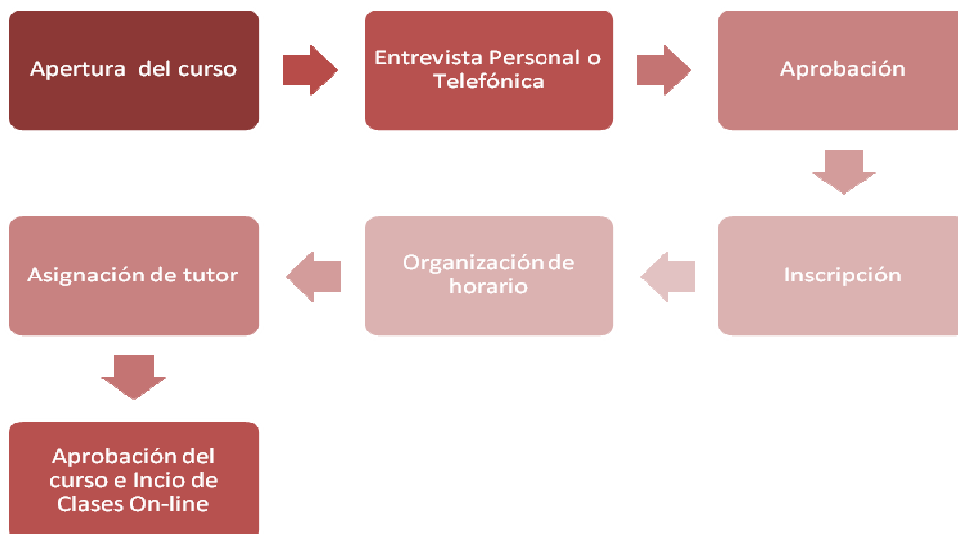 Apertura del curso
Entrevista Personal o
Telefónica
Aprobación
Inscripción
Organización de
horario
Asignación de tutor
Aprobación del
curso e Incio de
Clases On-line